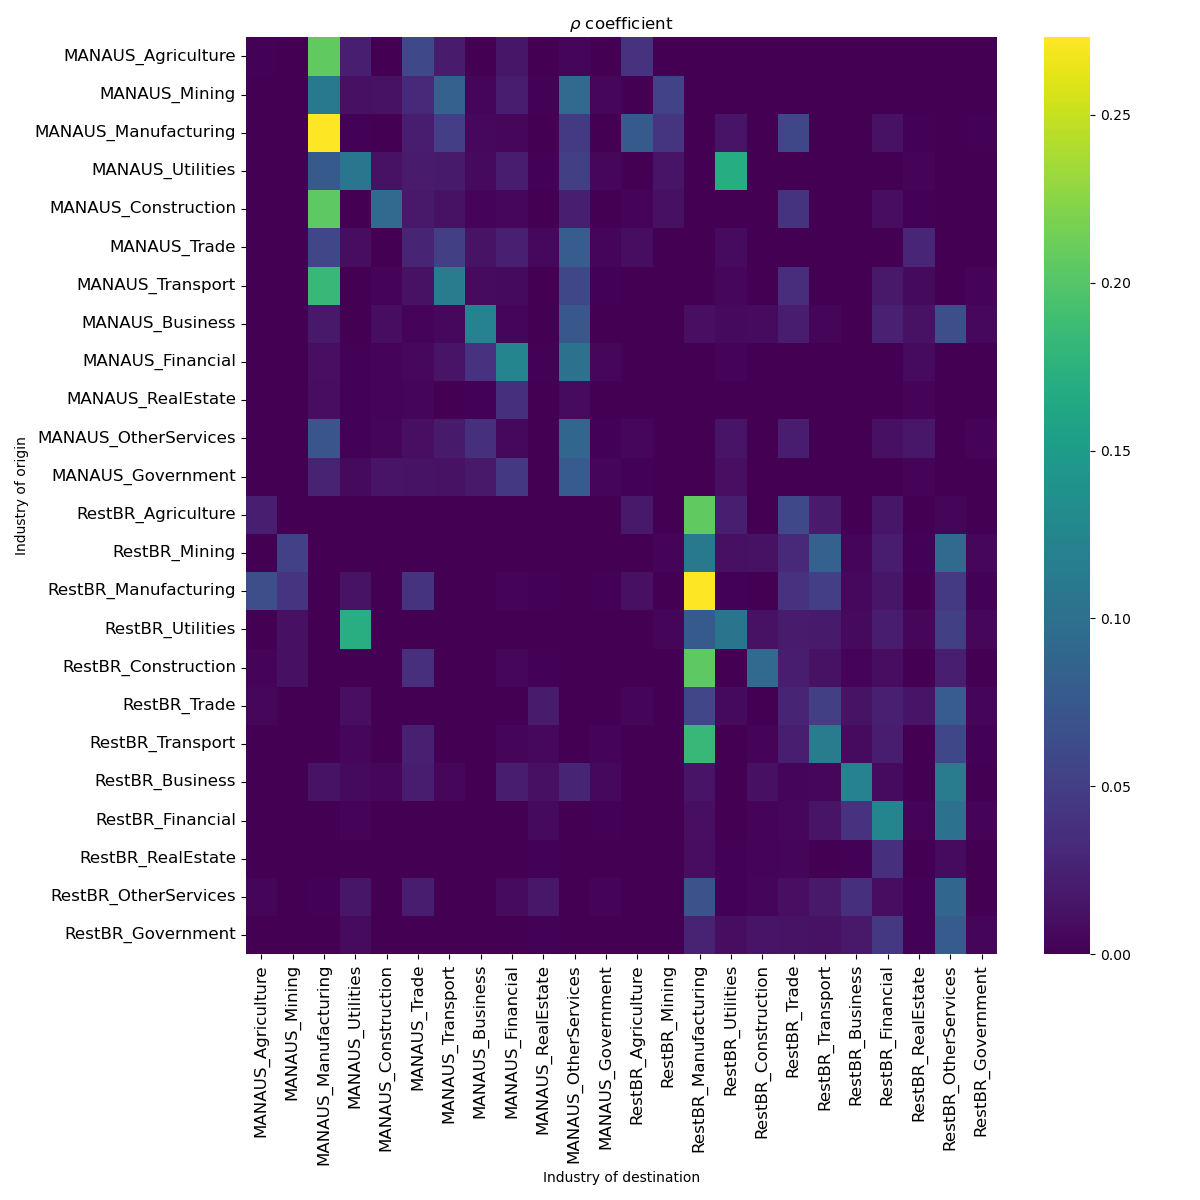 ρ coefficient
MANAUS_Agriculture
MANAUS_Mining
MANAUS_Manufacturing
MANAUS_Utilities
MANAUS_Construction
MANAUS_Trade
MANAUS_Transport
MANAUS_Business
MANAUS_Financial
MANAUS_RealEstate
MANAUS_OtherServices
MANAUS_Government
RestBR_Agriculture
RestBR_Mining
RestBR_Manufacturing
RestBR_Utilities
RestBR_Construction
RestBR_Trade
RestBR_Transport
RestBR_Business
RestBR_Financial
RestBR_RealEstate
RestBR_OtherServices
RestBR_Government
Industry of origin
MANAUS_Agriculture
MANAUS_Mining
MANAUS_Manufacturing
MANAUS_Utilities
MANAUS_Construction
MANAUS_Trade
MANAUS_Transport
MANAUS_Business
MANAUS_Financial
MANAUS_RealEstate
MANAUS_OtherServices
MANAUS_Government
RestBR_Agriculture
RestBR_Mining
RestBR_Manufacturing
RestBR_Utilities
RestBR_Construction
RestBR_Trade
RestBR_Transport
RestBR_Business
RestBR_Financial
RestBR_RealEstate
RestBR_OtherServices
RestBR_Government
Industry of destination
0.25
0.20
0.15
0.10
0.05
0.00